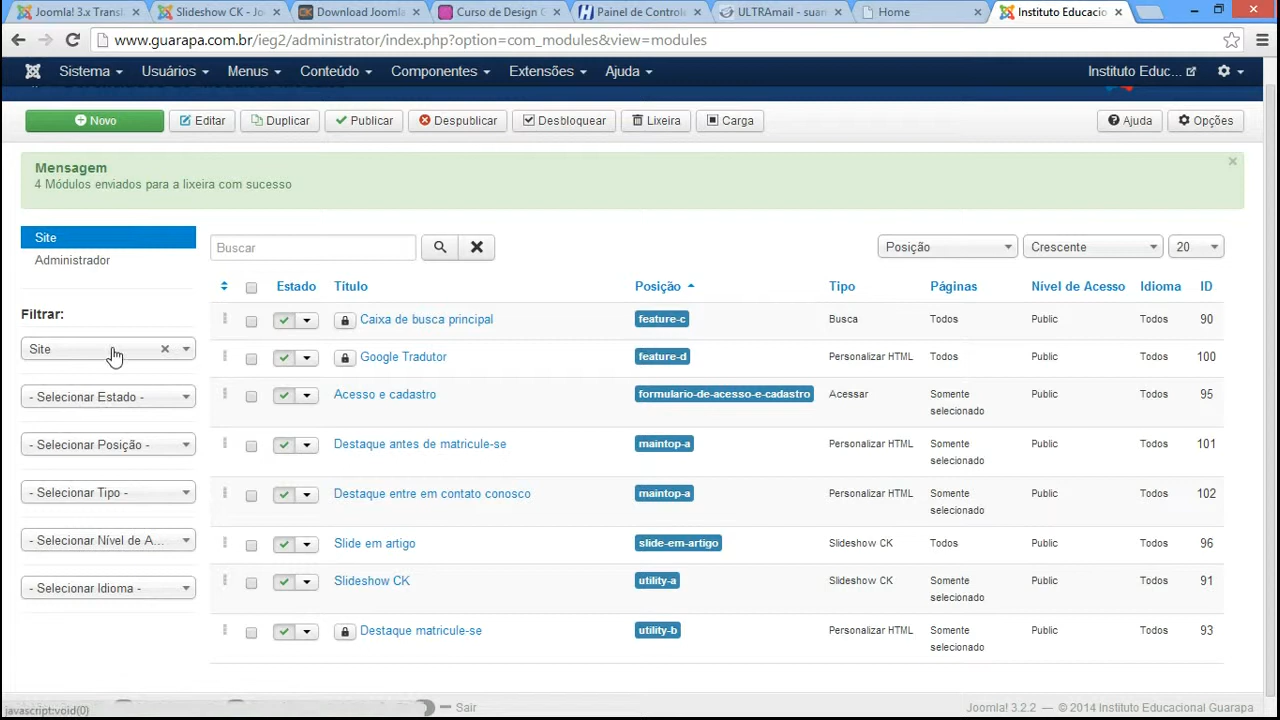 Joomla! 3.x Transl
Slideshow CK - Joo
Download Joomla
Curso de Design G
Painel de Controle
ULTRAmail - suan
Home
Instituto Educacio
www.guarapa.com.br/ieg2/administrator/index.php?option=com_modules&view=modules
Sistema Usuários Menus Conteúdo Componentes Extensões Ajuda Instituto Educ...
Novo Editar Duplicar Publicar Despublicar Desbloquear Lixeira Carga Ajuda Opções
Mensagem
4 Módulos enviados para a lixeira com sucesso
Site
Administrador
Filtrar:
Site
- Selecionar Estado -
- Selecionar Posição -
- Selecionar Tipo -
- Selecionar Nível de A...
- Selecionar Idioma -
Buscar
Posição Crescente 20
Estado Título Posição Tipo Páginas Nível de Acesso Idioma ID
Caixa de busca principal feature-c Busca Todos Public Todos 90
Google Tradutor feature-d Personalizar HTML Todos Public Todos 100
Acesso e cadastro formulario-de-acesso-e-cadastro Acessar Somente selecionado Public Todos 95
Destaque antes de matricule-se maintop-a Personalizar HTML Somente selecionado Public Todos 101
Destaque entre em contato conosco maintop-a Personalizar HTML Somente selecionado Public Todos 102
Slide em artigo slide-em-artigo Slideshow CK Todos Public Todos 96
Slideshow CK utility-a Slideshow CK Somente selecionado Public Todos 91
Destaque matricule-se utility-b Personalizar HTML Somente selecionado Public Todos 93
javascript:void(0)
Sair
Joomla! 3.2.2 — © 2014 Instituto Educacional Guarapa